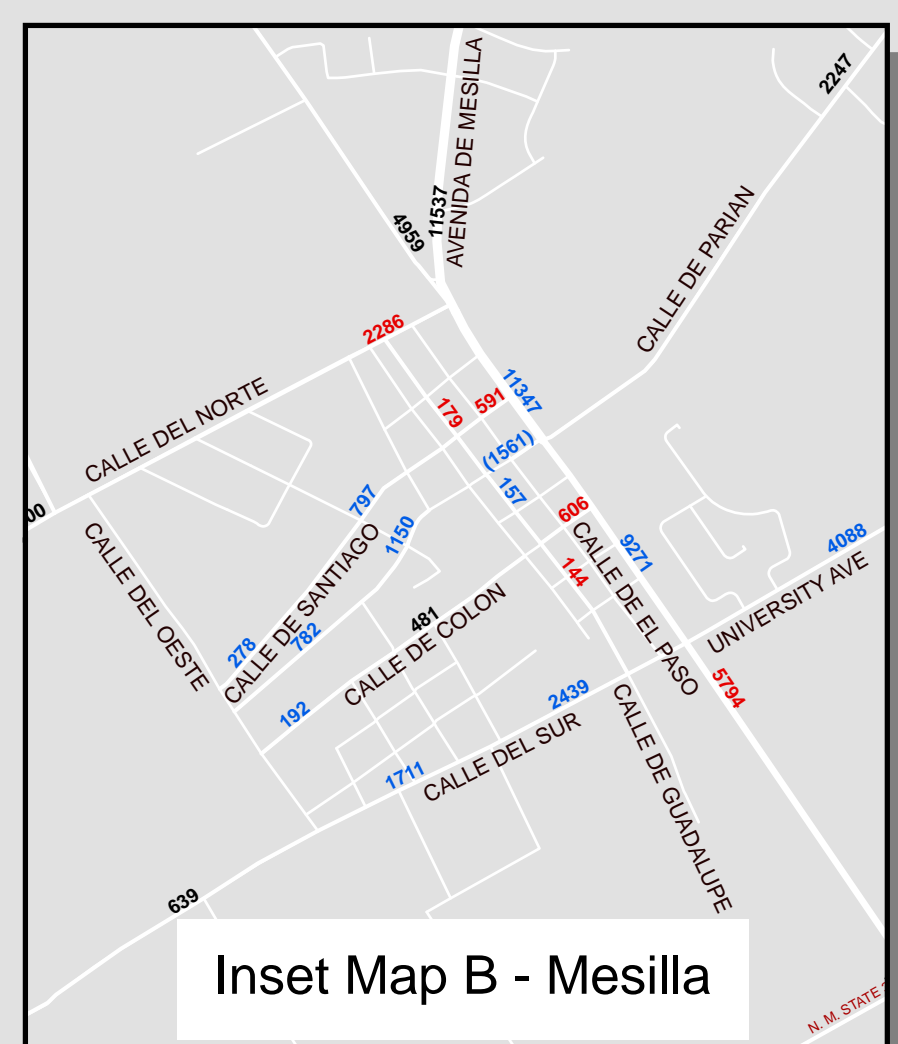 AVENIDA DE MESILLA
2247
11537
4959
CALLE DE PARIAN
2286
11347
591
179
CALLE DEL NORTE
(1561)
157
797
1150
606
00
CALLE DEL OESTE
CALLE DE SANTIAGO
CALLE DE EL PASO
9271
4088
144
UNIVERSITY AVE
481
CALLE DE COLON
278
782
192
2439
5794
CALLE DEL SUR
CALLE DE GUADALUPE
1711
639
Inset Map B - Mesilla
N. M. STATE